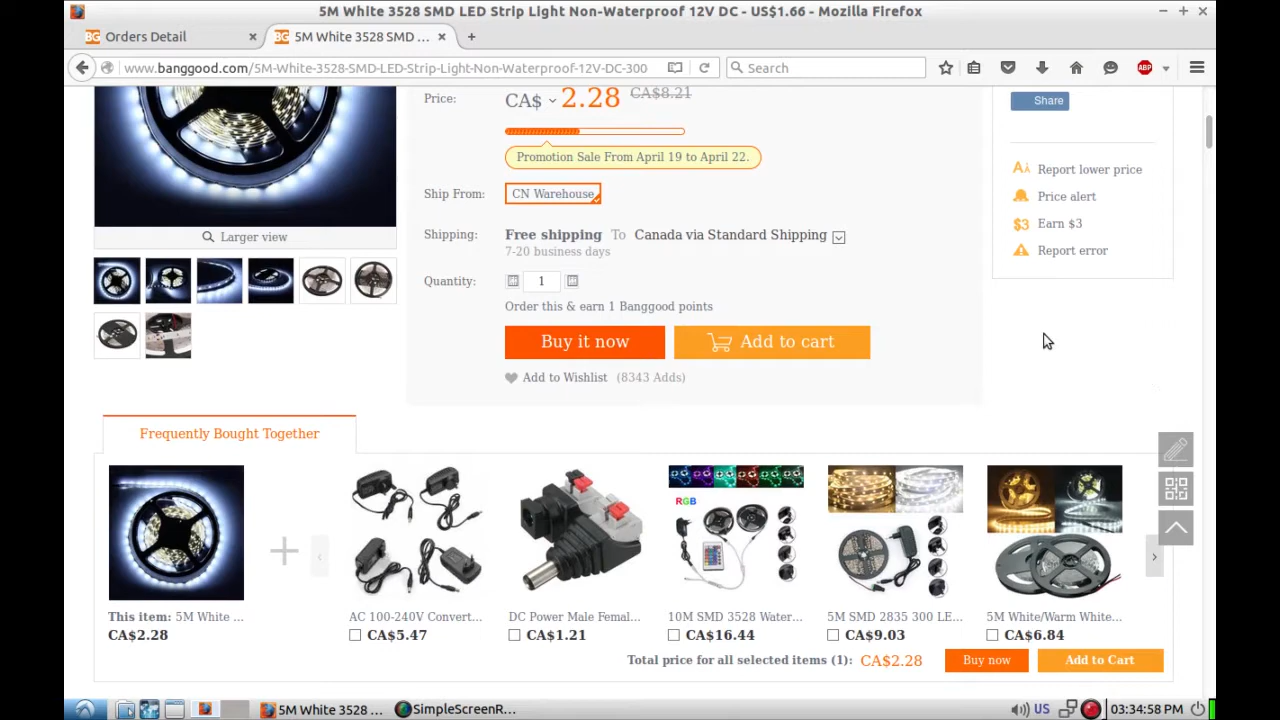 5M White 3528 SMD LED Strip Light Non-Waterproof 12V DC - US$1.66 - Mozilla Firefox
BG Orders Detail
BG 5M White 3528 SMD ...
www.banggood.com/5M-White-3528-SMD-LED-Strip-Light-Non-Waterproof-12V-DC-300
Search
ABP
Price: CA$ 2.28 CA$8.21
Share
Promotion Sale From April 19 to April 22.
Report lower price
Ship From: CN Warehouse
Price alert
$3 Earn $3
Shipping: Free shipping To Canada via Standard Shipping
Larger view
7-20 business days
Report error
Quantity: 1
Order this & earn 1 Banggood points
Buy it now
Add to cart
Add to Wishlist (8343 Adds)
Frequently Bought Together
RGB
This item: 5M White ...
AC 100-240V Convert...
DC Power Male Femal...
10M SMD 3528 Water...
5M SMD 2835 300 LE...
5M White/Warm White...
CA$2.28
CA$5.47
CA$1.21
CA$16.44
CA$9.03
CA$6.84
Total price for all selected items (1): CA$2.28
Buy now
Add to Cart
5M White 3528 ...
SimpleScreenR...
US
03:34:58 PM